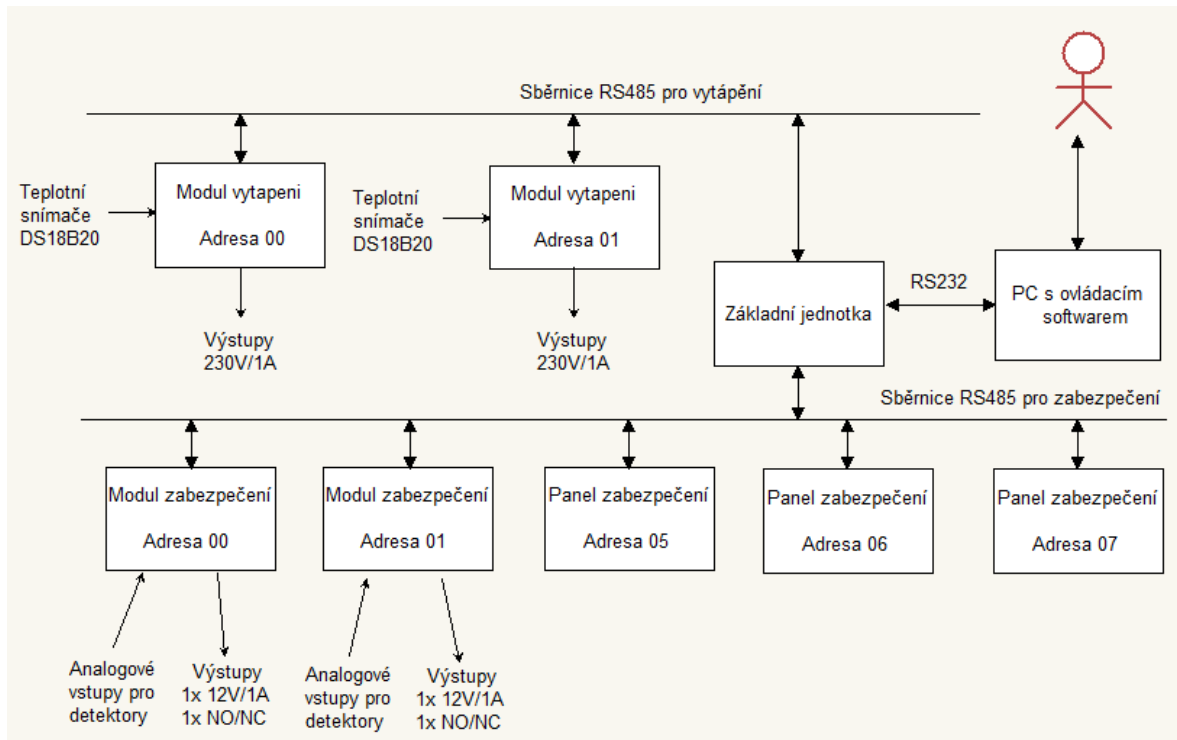 Sběrnice RS485 pro vytápění
Teplotní
snímače
DS18B20
Modul vytapeni
Adresa 00
Výstupy
230V/1A
Teplotní
snímače
DS18B20
Modul vytapeni
Adresa 01
Výstupy
230V/1A
Základní jednotka
RS232
PC s ovládacím
softwarem
Sběrnice RS485 pro zabezpečení
Modul zabezpečení
Adresa 00
Modul zabezpečení
Adresa 01
Panel zabezpečení
Adresa 05
Panel zabezpečení
Adresa 06
Panel zabezpečení
Adresa 07
Analogové
vstupy pro
detektory
Výstupy
1x 12V/1A
1x NO/NC
Analogové
vstupy pro
detektory
Výstupy
1x 12V/1A
1x NO/NC